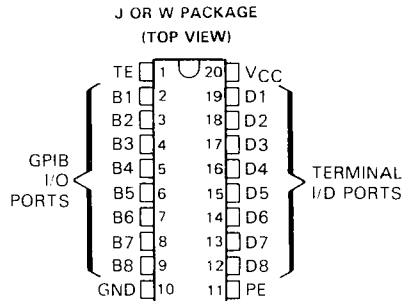 J OR W PACKAGE
(TOP VIEW)
TE 1 20 VCC
B1 2 19 D1
B2 3 18 D2
B3 4 17 D3
B4 5 16 D4
B5 6 15 D5
B6 7 14 D6
B7 8 13 D7
B8 9 12 D8
GND 10 11 PE
GPIB
I/O
PORTS
TERMINAL
I/D PORTS